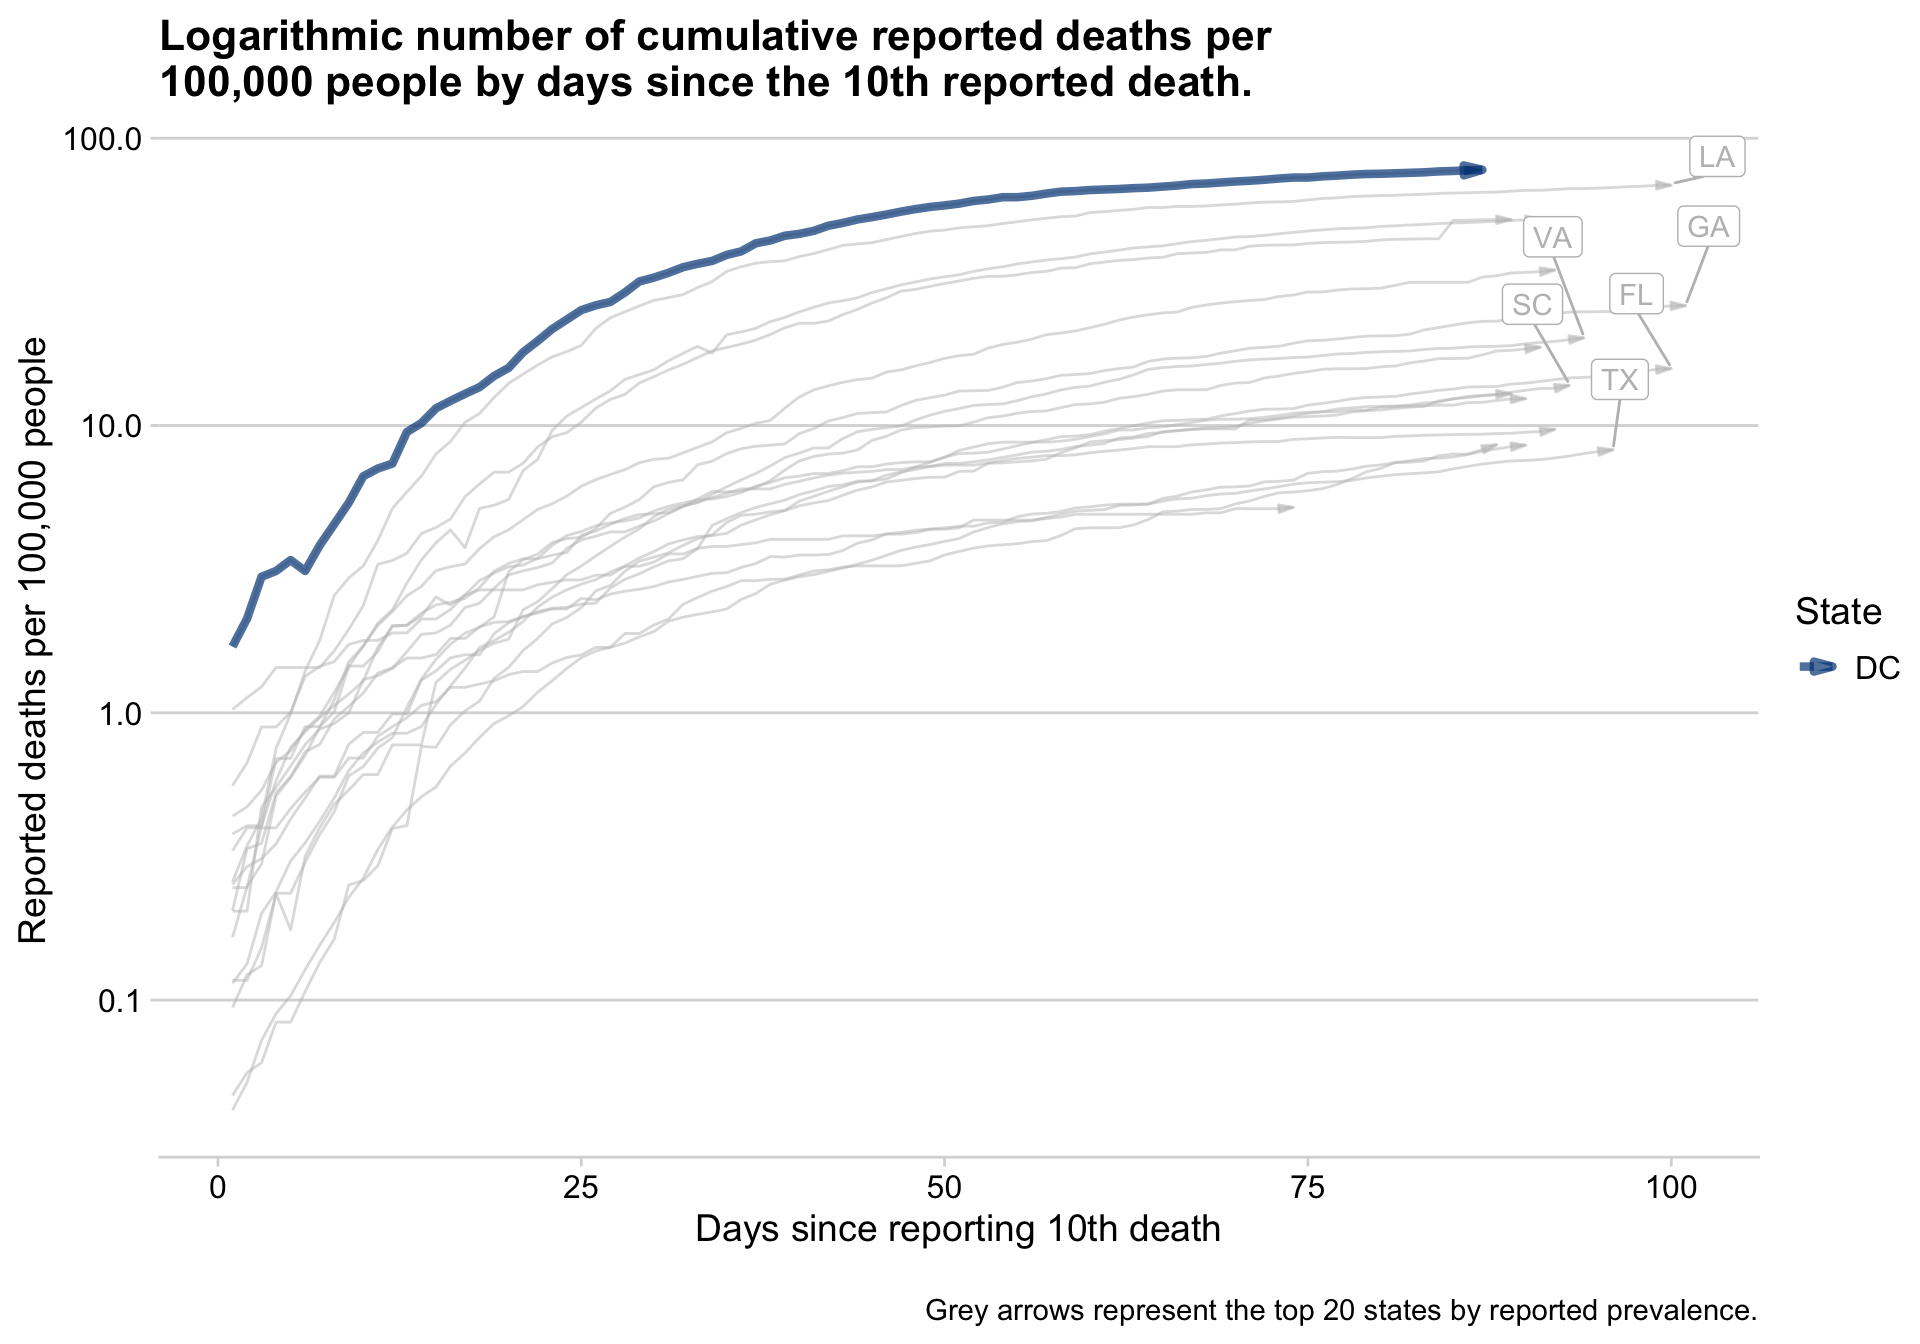 Logarithmic number of cumulative reported deaths per
100,000 people by days since the 10th reported death.
Reported deaths per 100,000 people
100.0
10.0
1.0
0.1
LA
GA
VA
FL
SC
TX
State
DC
0 25 50 75 100
Days since reporting 10th death
Grey arrows represent the top 20 states by reported prevalence.